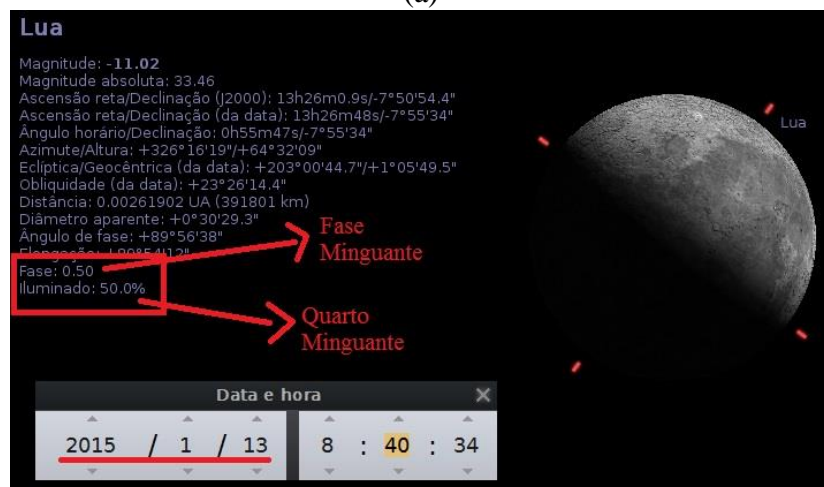 (a)
Lua
Magnitude: -11.02
Magnitude absoluta: 33.46
Ascensão reta/Declinação (J2000): 13h26m0.9s/-7°50'54.4"
Ascensão reta/Declinação (da data): 13h26m48s/-7°55'34"
Ângulo horário/Declinação: 0h55m47s/-7°55'34"
Azimute/Altura: +326°16'19"/+64°32'09"
Eclíptica/Geocêntrica (da data): +203°00'44.7"/+1°05'49.5"
Obliquidade (da data): +23°26'14.4"
Distância: 0.00261902 UA (391801 km)
Diâmetro aparente: +0°30'29.3"
Ângulo de fase: +89°56'38"
Elongação: +89°54'12"
Fase: 0.50
Iluminado: 50.0%
Fase
Minguante
Quarto
Minguante
Lua
Data e hora ×
2015 / 1 / 13 8 : 40 : 34